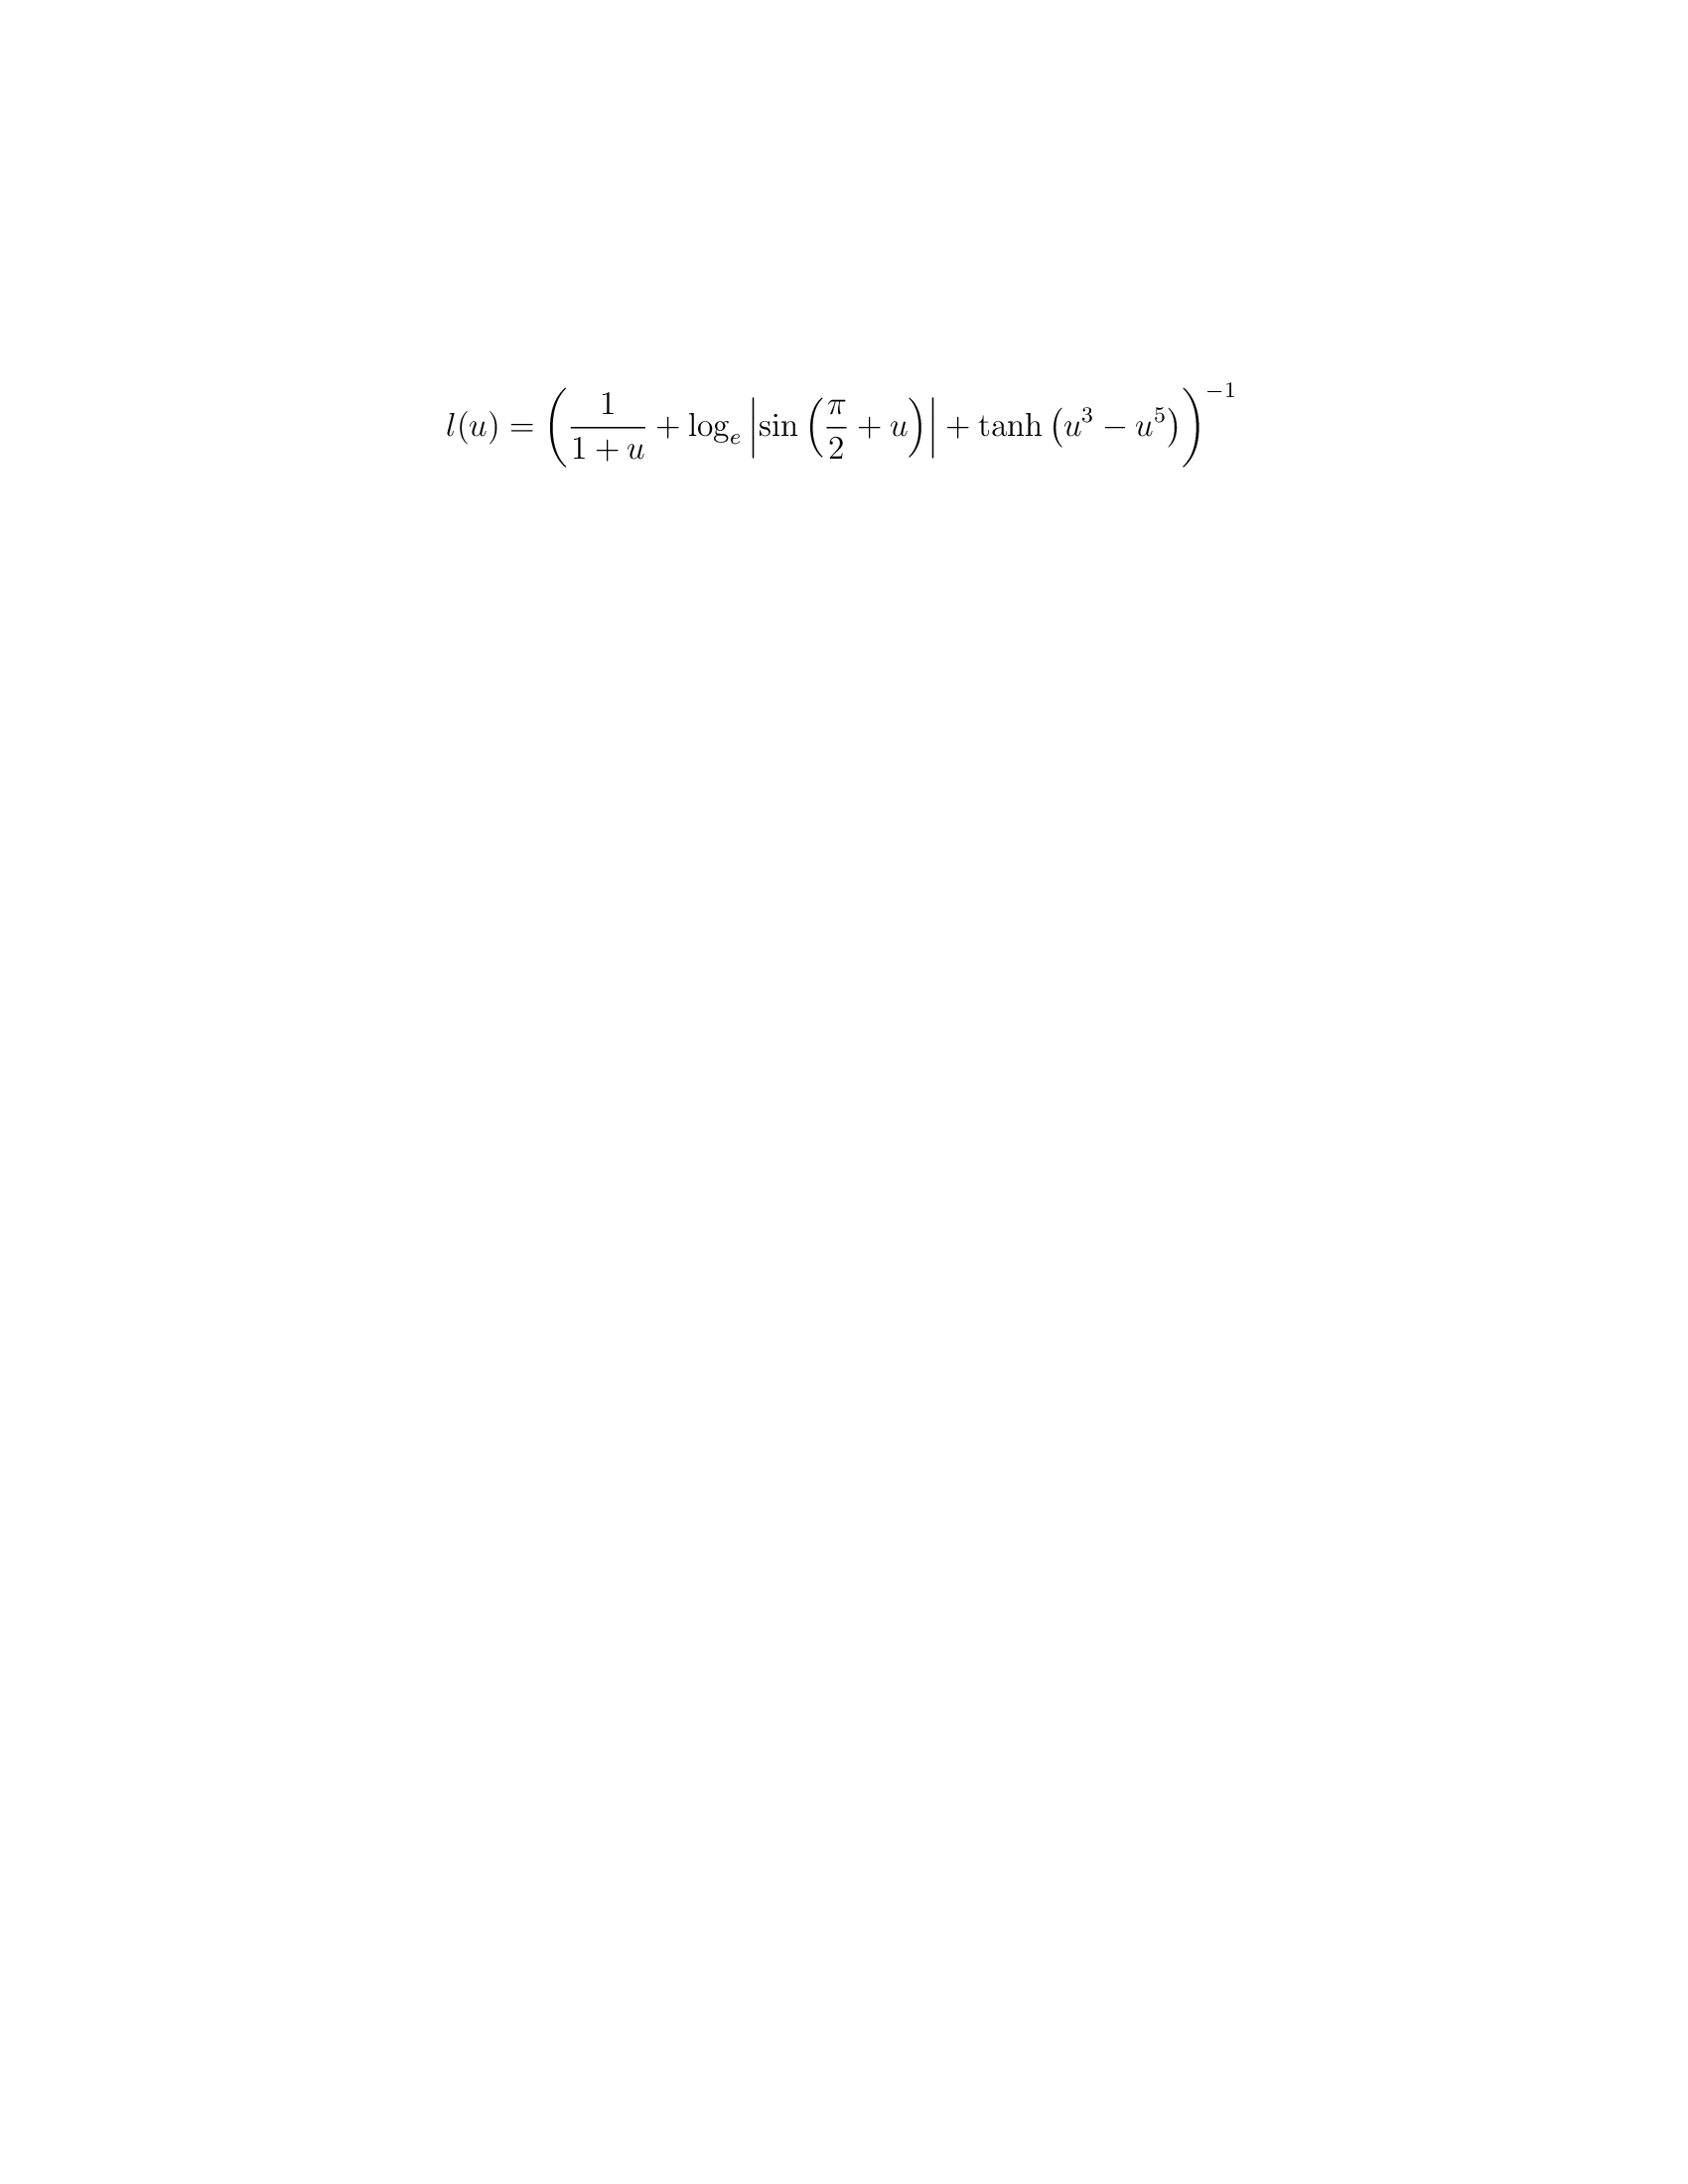 l(u) = \left( \frac{1}{1+u} + \log_e \left| \sin \left( \frac{\pi}{2} + u \right) \right| + \tanh \left( u^3 - u^5 \right) \right)^{-1}